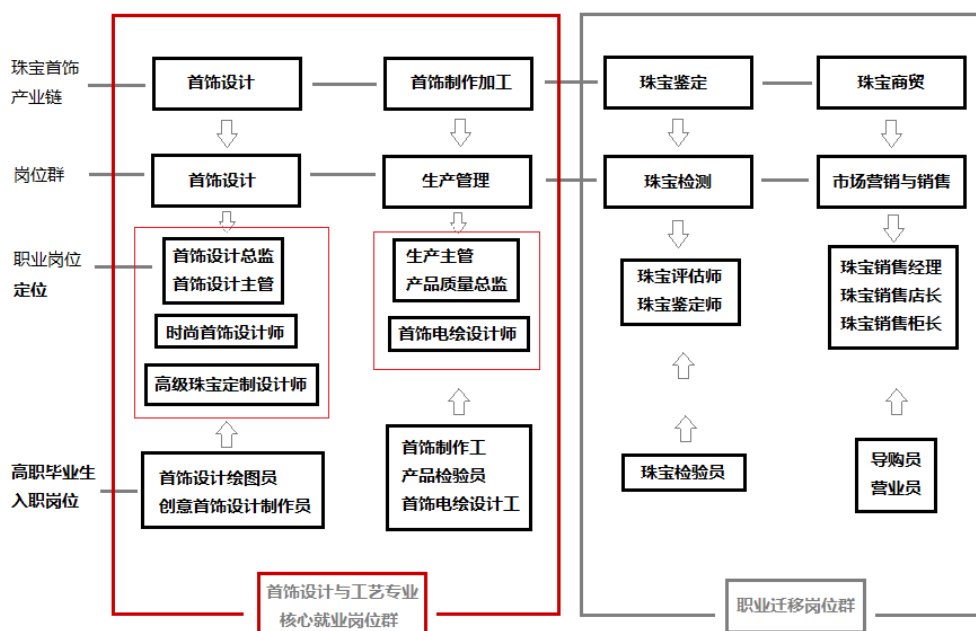 珠宝首饰
产业链
首饰设计
首饰制作加工
珠宝鉴定
珠宝商贸
岗位群
首饰设计
生产管理
珠宝检测
市场营销与销售
职业岗位
定位
首饰设计总监
首饰设计主管
时尚首饰设计师
高级珠宝定制设计师
生产主管
产品质量总监
首饰电绘设计师
珠宝评估师
珠宝鉴定师
珠宝销售经理
珠宝销售店长
珠宝销售柜长
高职毕业生
入职岗位
首饰设计绘图员
创意首饰设计制作员
首饰制作工
产品检验员
首饰电绘设计工
珠宝检验员
导购员
营业员
首饰设计与工艺专业
核心就业岗位群
职业迁移岗位群